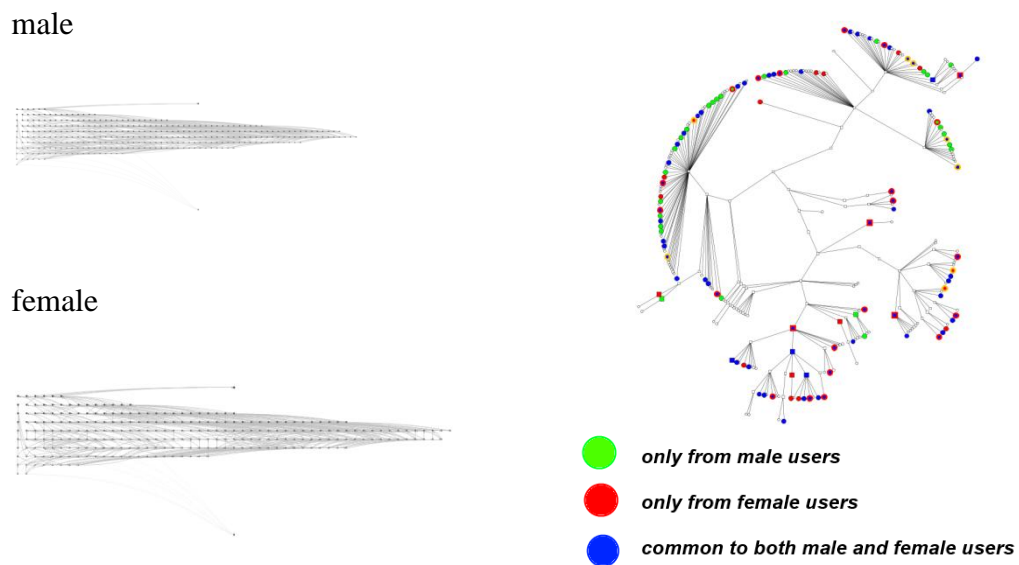 male
female
only from male users
only from female users
common to both male and female users